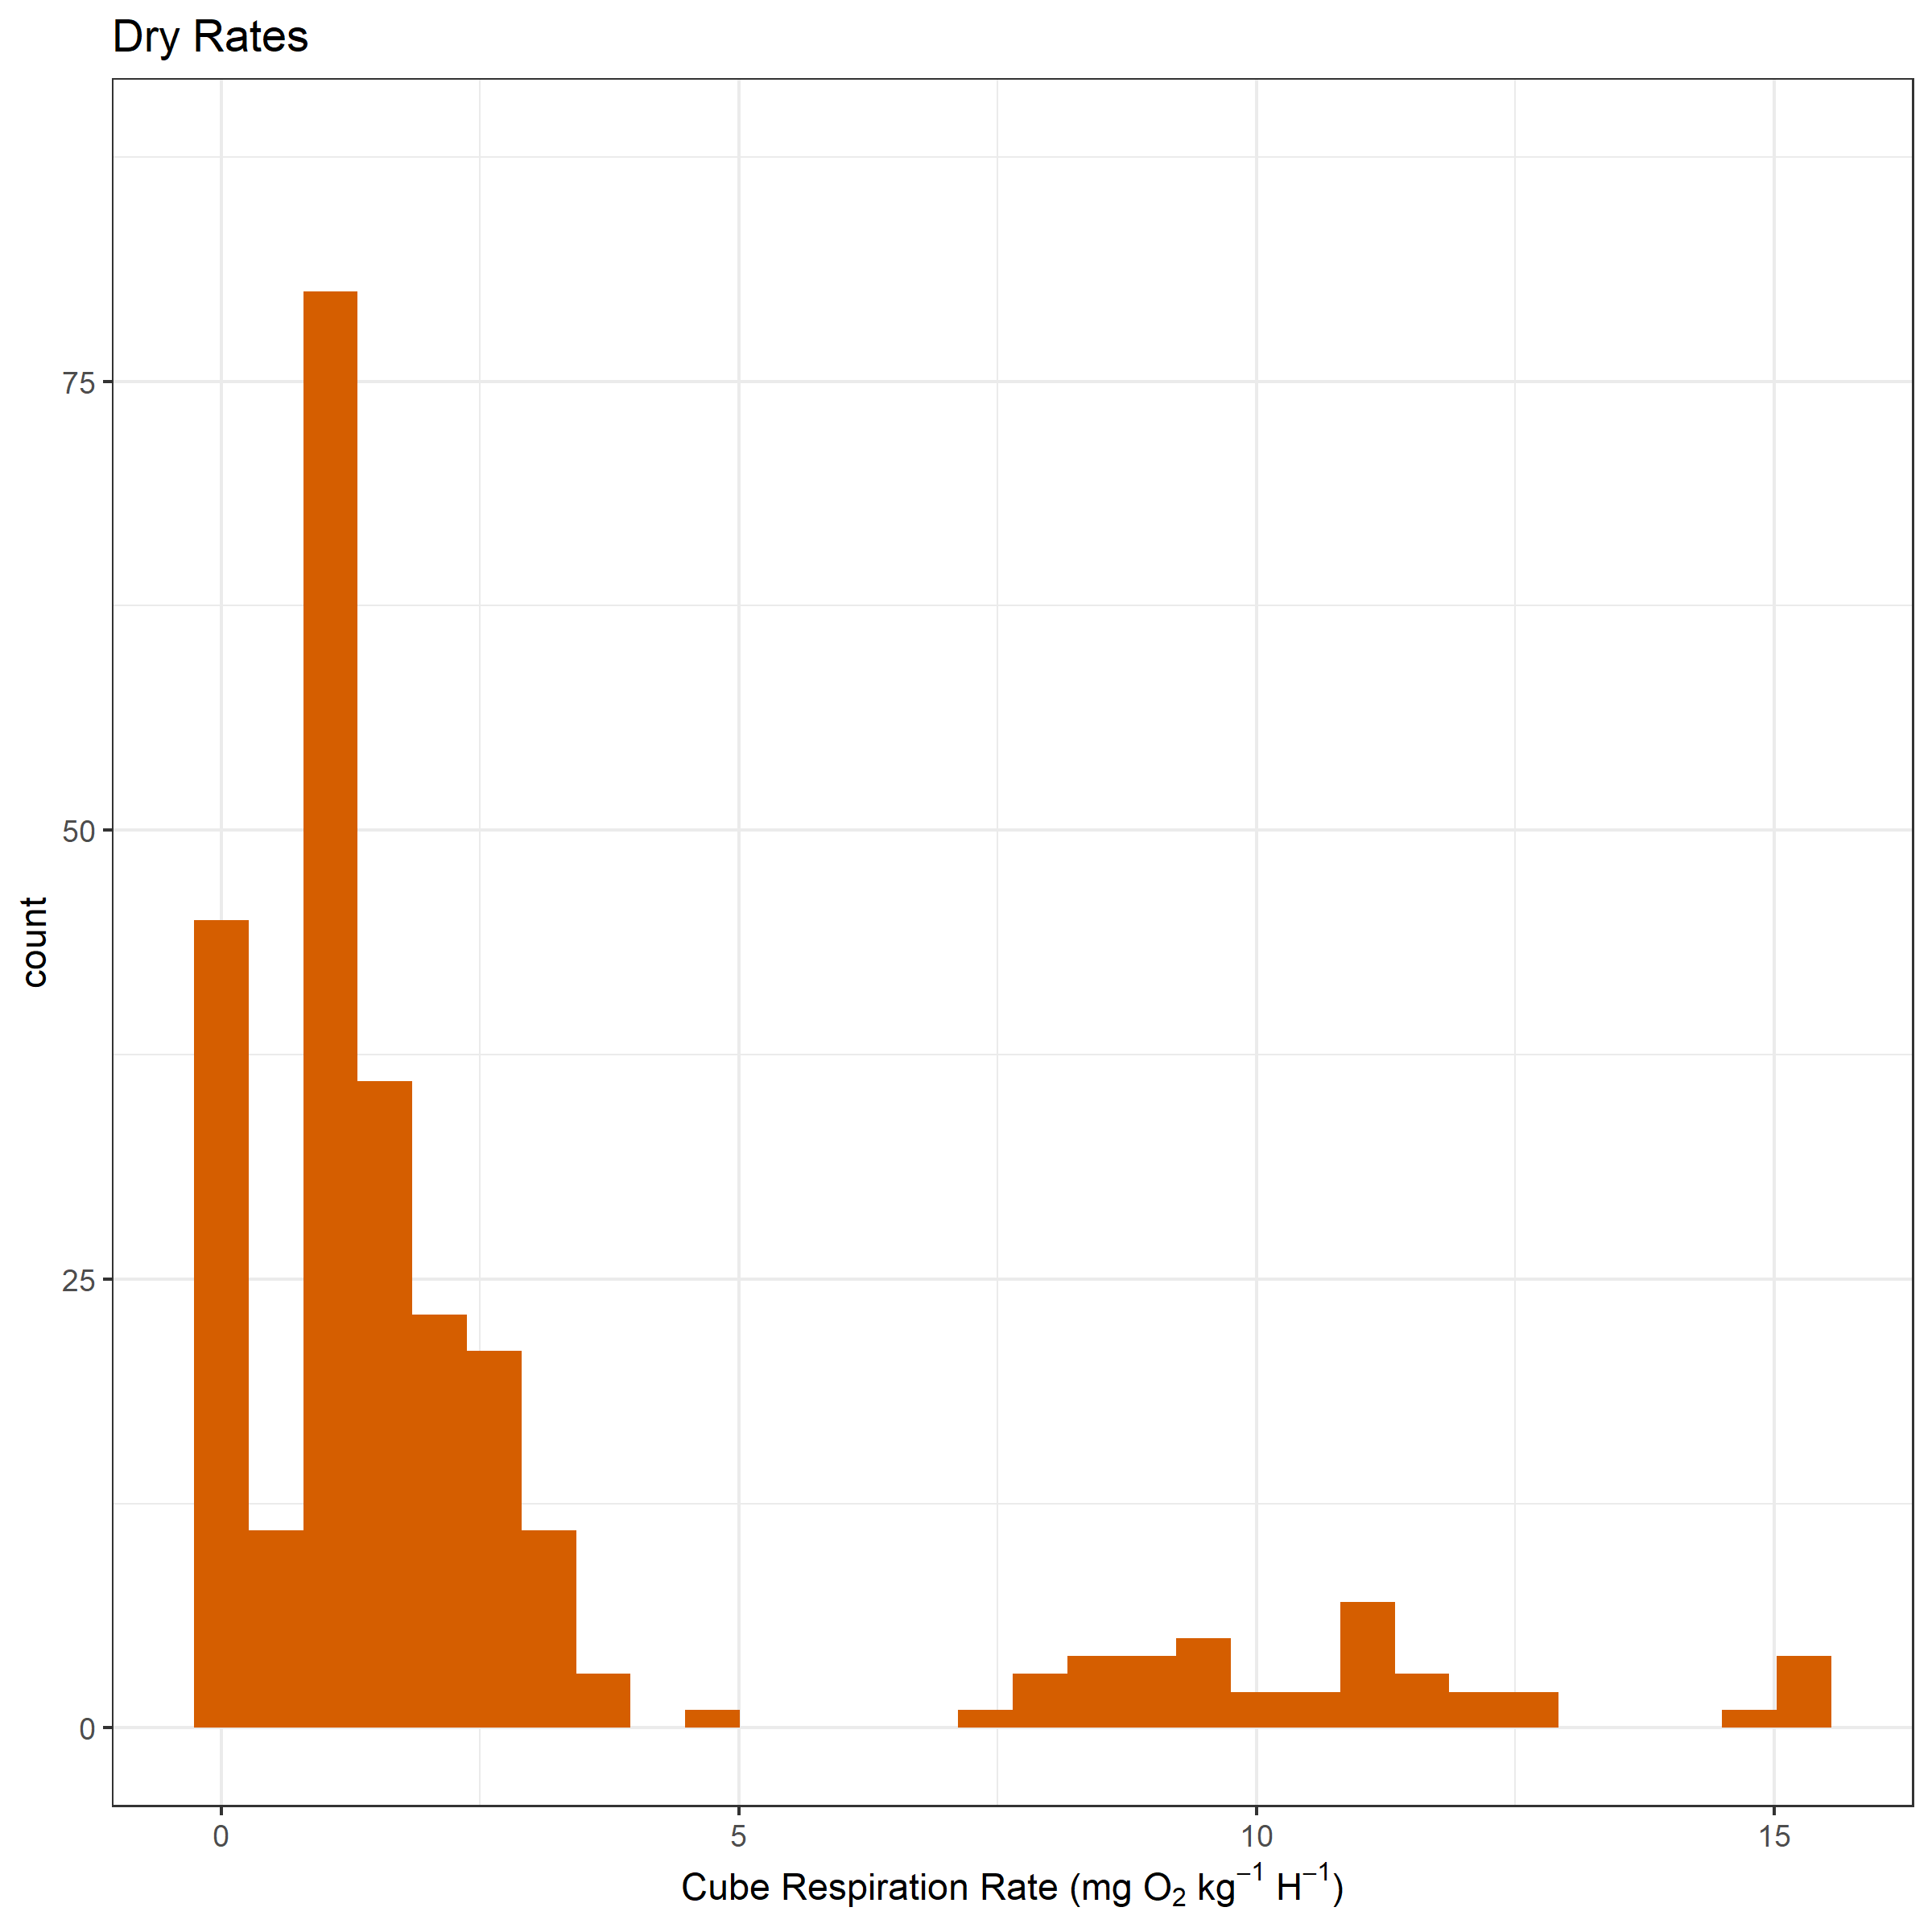 Dry Rates
75
50
25
0
count
0 5 10 15
Cube Respiration Rate (mg O₂ kg⁻¹ H⁻¹)